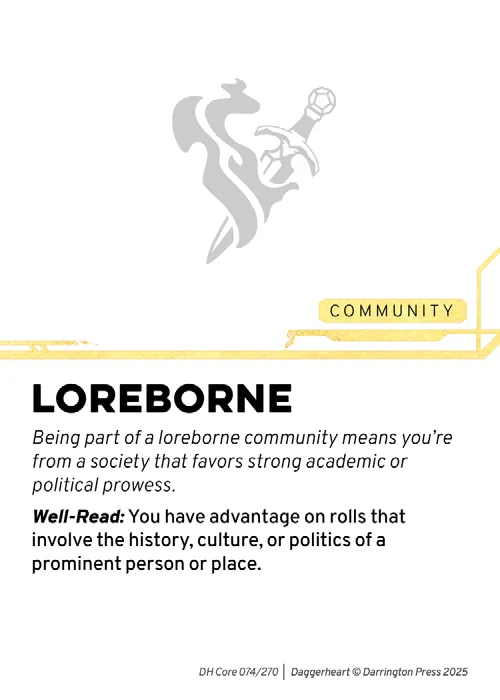 COMMUNITY
LOREBORNE
Being part of a loreborne community means you're
from a society that favors strong academic or
political prowess.
Well-Read: You have advantage on rolls that
involve the history, culture, or politics of a
prominent person or place.
DH Core 074/270 | Daggerheart © Darrington Press 2025